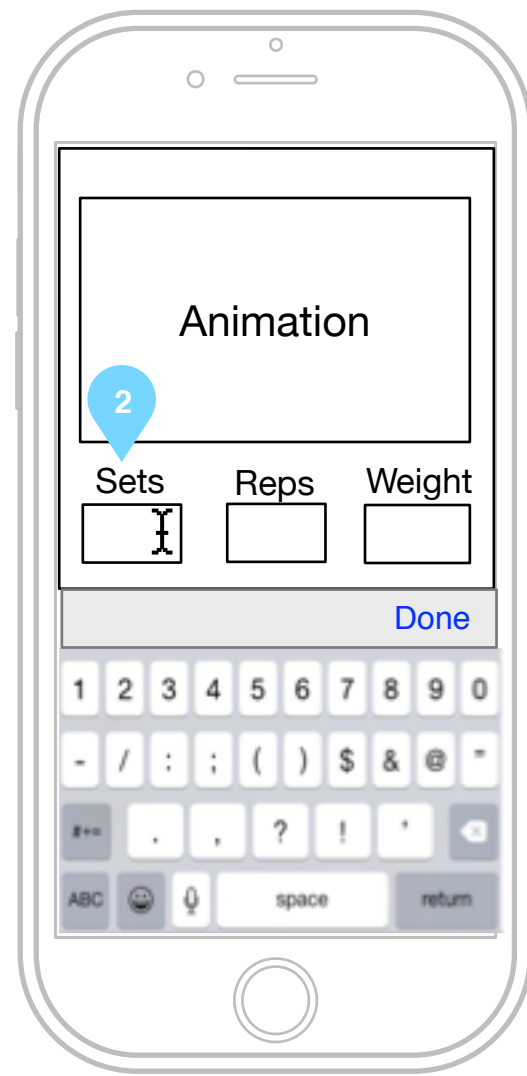 Animation
2
Sets Reps Weight
Done
1 2 3 4 5 6 7 8 9 0
- / : ; ( ) $ & @ "
#+= . , ? ! '
ABC space return